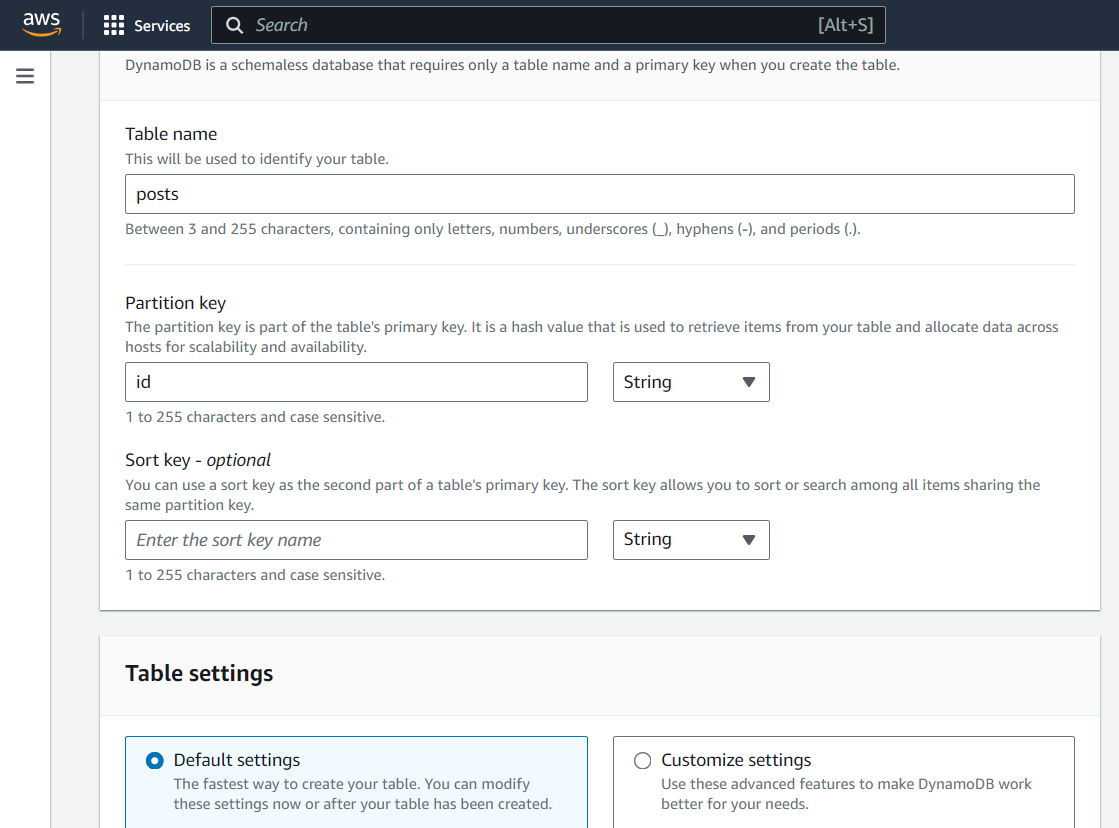 aws
Services
Search
[Alt+S]
DynamoDB is a schemaless database that requires only a table name and a primary key when you create the table.
Table name
This will be used to identify your table.
posts
Between 3 and 255 characters, containing only letters, numbers, underscores (_), hyphens (-), and periods (.).
Partition key
The partition key is part of the table's primary key. It is a hash value that is used to retrieve items from your table and allocate data across
hosts for scalability and availability.
id
String
1 to 255 characters and case sensitive.
Sort key - optional
You can use a sort key as the second part of a table's primary key. The sort key allows you to sort or search among all items sharing the
same partition key.
Enter the sort key name
String
1 to 255 characters and case sensitive.
Table settings
Default settings
The fastest way to create your table. You can modify
these settings now or after your table has been created.
Customize settings
Use these advanced features to make DynamoDB work
better for your needs.